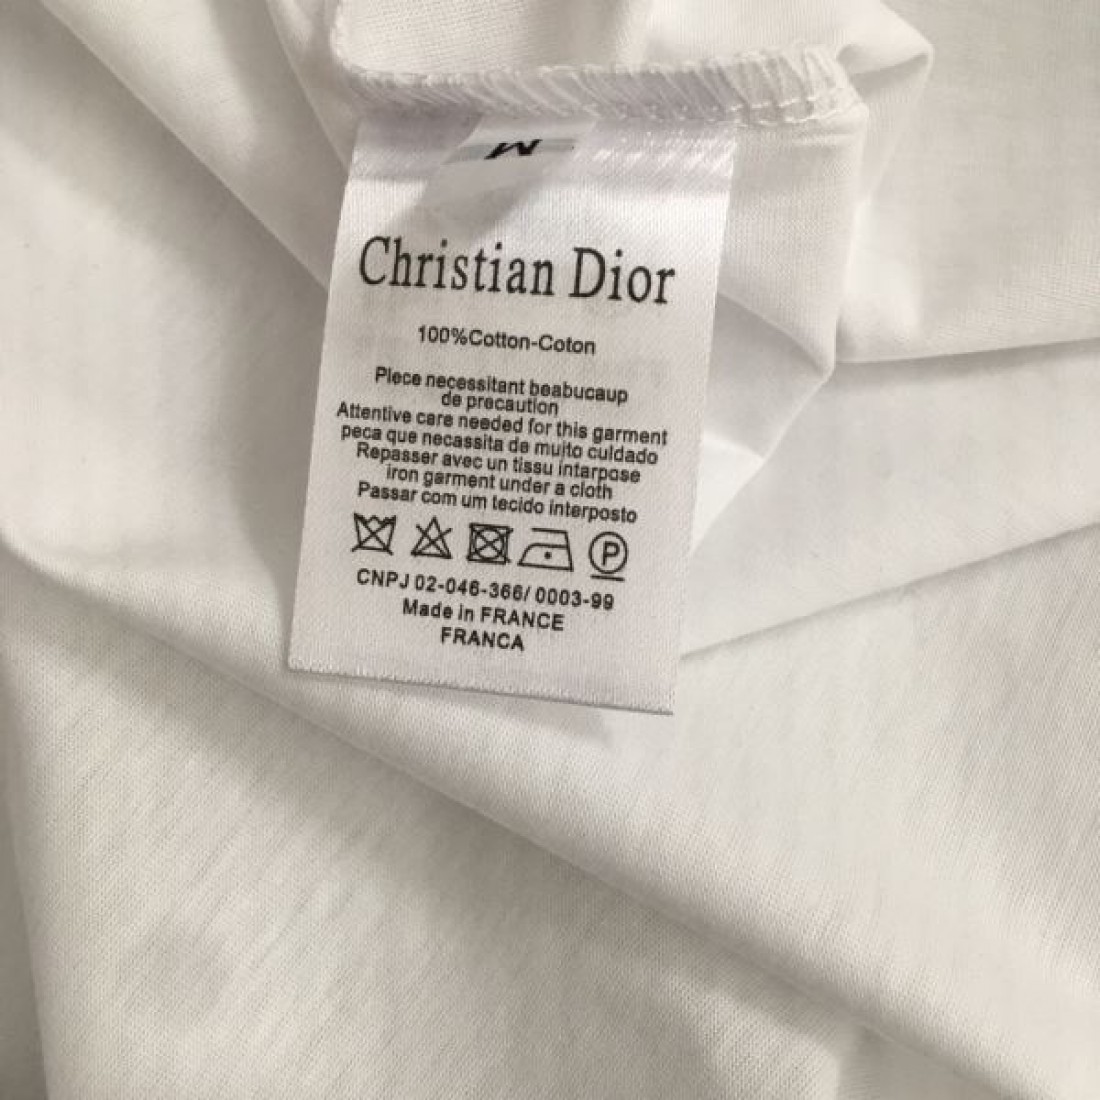 M
Christian Dior
100%Cotton-Coton
Piece necessitant beabucaup
de precaution
Attentive care needed for this garment
peca que necassita de muito culdado
Repasser avec un tissu intarpose
iron garment under a cloth
Passar com um tecido interposto
P
CNPJ 02-046-366/ 0003-99
Made in FRANCE
FRANCA